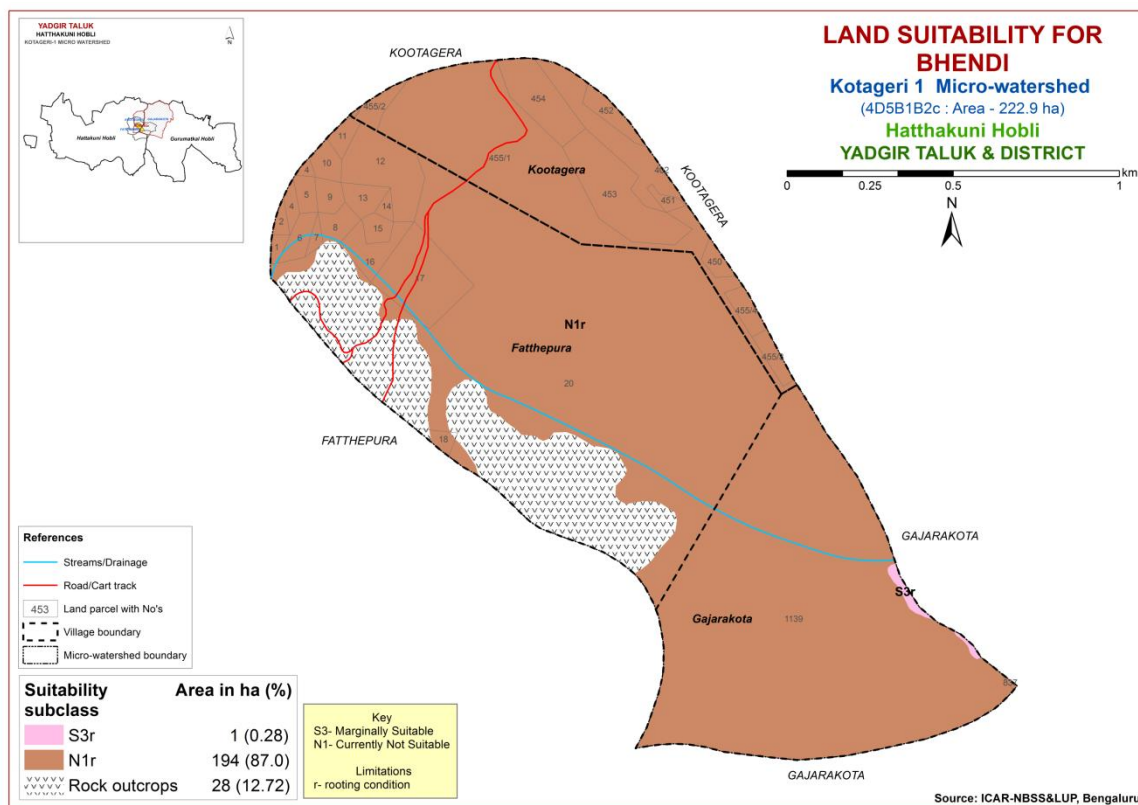 YADGIR TALUK
HATTHAKUNI HOBLI
KOTAGERI-1 MICRO WATERSHED
N
Hattakuni Hobli
Gurumatkal Hobli
LAND SUITABILITY FOR
BHENDI
Kotageri 1 Micro-watershed
(4D5B1B2c : Area - 222.9 ha)
Hatthakuni Hobli
YADGIR TALUK & DISTRICT
km
0 0.25 0.5 1
N
KOOTAGERA
454
452
455/2
11
455/1
12
Kootagera
4
10
453
451
KOOTAGERA
5
9
13
14
2
6
7
8
15
1
16
17
450
455/4
N1r
Fatthepura
20
FATTHEPURA
18
GAJARAKOTA
S3r
Gajarakota
1139
GAJARAKOTA
References
Streams/Drainage
Road/Cart track
453 Land parcel with No's
Village boundary
Micro-watershed boundary
Suitability subclass Area in ha (%)
S3r 1 (0.28)
N1r 194 (87.0)
Rock outcrops 28 (12.72)
Key
S3- Marginally Suitable
N1- Currently Not Suitable
Limitations
r- rooting condition
Source: ICAR-NBSS&LUP, Bengaluru